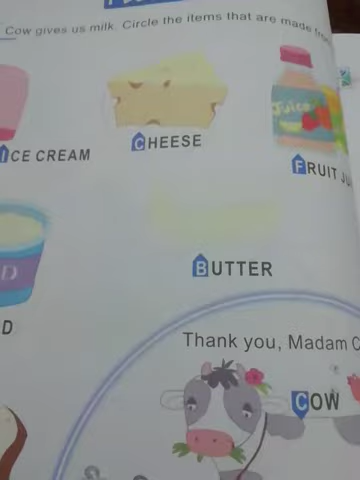 Cow gives us milk. Circle the items that are made
Juice
CHEESE
ICE CREAM
FRUIT
BUTTER
D
D
Thank you, Madam
COW